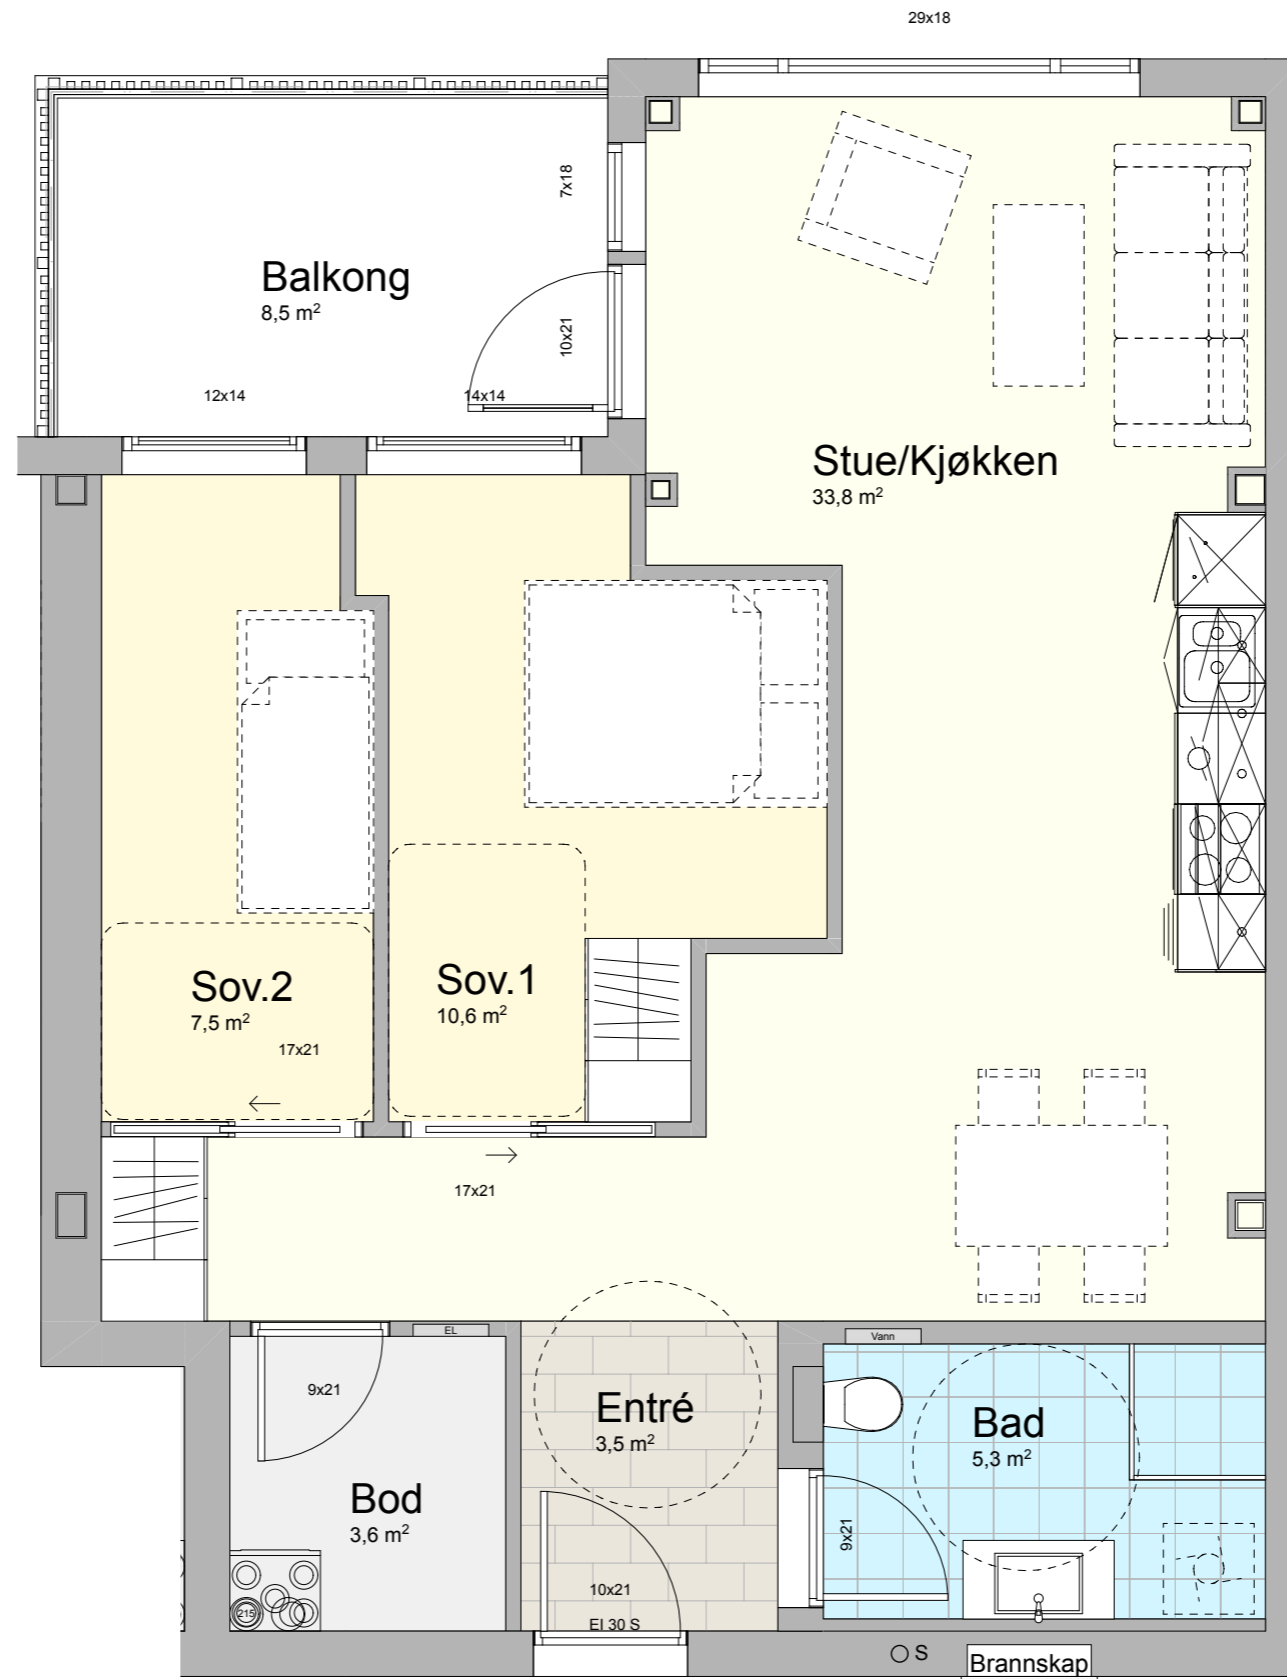 29x18
7x18
Balkong
8,5 m²
10x21
12x14
14x14
Stue/Kjøkken
33,8 m²
Sov.2
7,5 m²
Sov.1
10,6 m²
17x21
17x21
EL
Vann
9x21
Entré
3,5 m²
Bad
5,3 m²
Bod
3,6 m²
9x21
10x21
EI 30 S
215
S
Brannskap